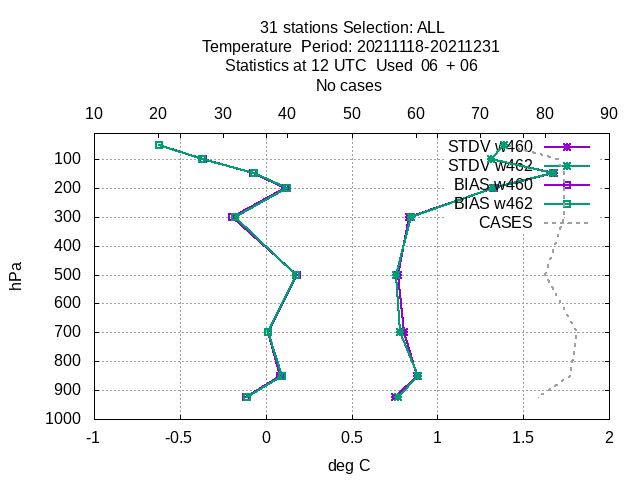 31 stations Selection: ALL
Temperature  Period: 20211118-20211231
Statistics at 12 UTC  Used  06  + 06
No cases
10 20 30 40 50 60 70 80 90
STDV w460
STDV w462
BIAS w460
BIAS w462
CASES
hPa
100
200
300
400
500
600
700
800
900
1000
-1 -0.5 0 0.5 1 1.5 2
deg C